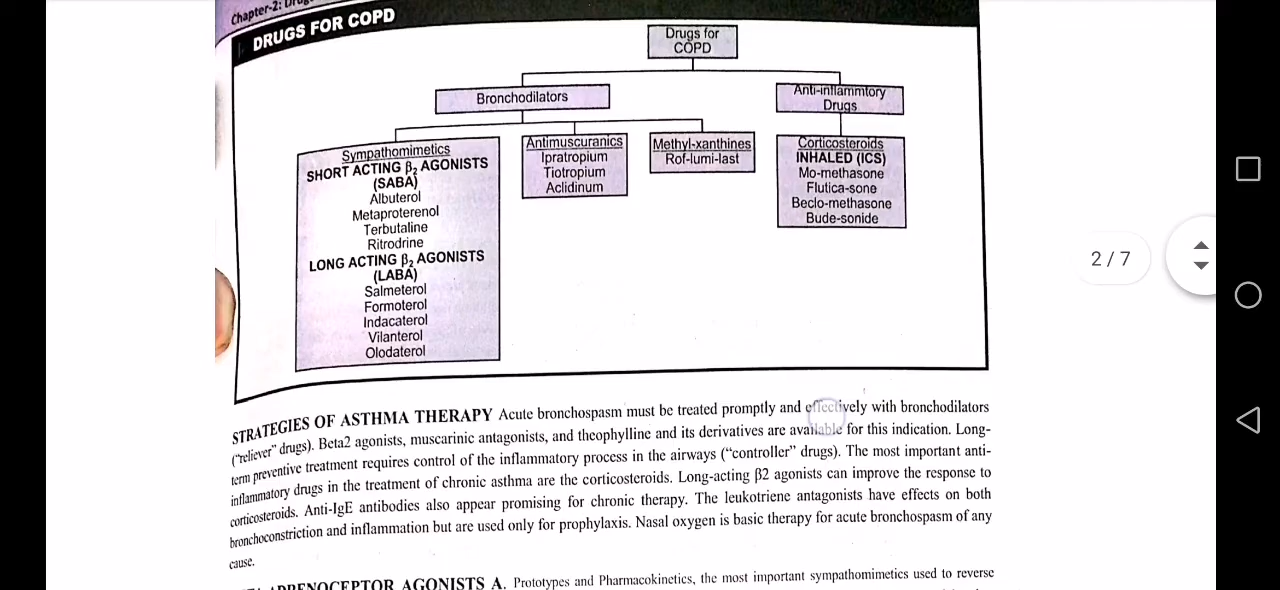 Chapter-2: Drug
DRUGS FOR COPD
Drugs for
COPD
Bronchodilators
Anti-inflammtory
Drugs
Sympathomimetics
SHORT ACTING β₂ AGONISTS
(SABA)
Albuterol
Metaproterenol
Terbutaline
Ritrodrine
LONG ACTING β₂ AGONISTS
(LABA)
Salmeterol
Formoterol
Indacaterol
Vilanterol
Olodaterol
Antimuscuranics
Ipratropium
Tiotropium
Aclidinum
Methyl-xanthines
Rof-lumi-last
Corticosteroids
INHALED (ICS)
Mo-methasone
Flutica-sone
Beclo-methasone
Bude-sonide
2 / 7
STRATEGIES OF ASTHMA THERAPY Acute bronchospasm must be treated promptly and effectively with bronchodilators
("reliever" drugs). Beta2 agonists, muscarinic antagonists, and theophylline and its derivatives are available for this indication. Long-
term preventive treatment requires control of the inflammatory process in the airways ("controller" drugs). The most important anti-
inflammatory drugs in the treatment of chronic asthma are the corticosteroids. Long-acting β2 agonists can improve the response to
corticosteroids. Anti-IgE antibodies also appear promising for chronic therapy. The leukotriene antagonists have effects on both
bronchoconstriction and inflammation but are used only for prophylaxis. Nasal oxygen is basic therapy for acute bronchospasm of any
cause.
AGONISTS A. Prototypes and Pharmacokinetics, the most important sympathomimetics used to reverse